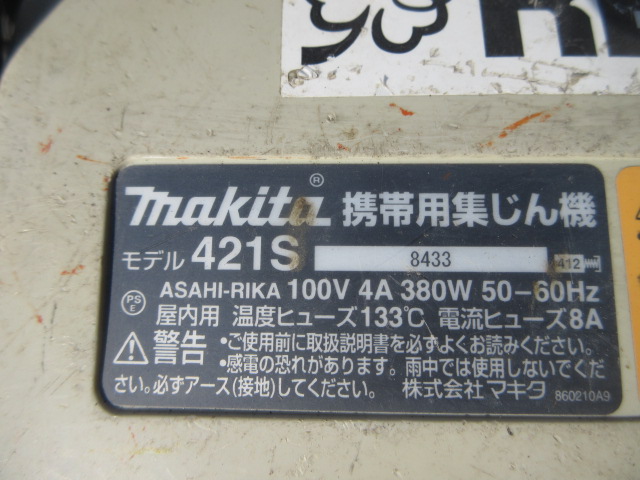 makita® 携帯用集じん機
モデル 421S 8433 412
PS E ASAHI-RIKA 100V 4A 380W 50-60Hz
屋内用 温度ヒューズ133℃ 電流ヒューズ8A
警告
・ご使用前に取扱説明書を必ずよくお読みください。
・感電の恐れがあります。雨中では使用しないでくだ
さい。必ずアース(接地)してください。 株式会社 マキタ 860210A9